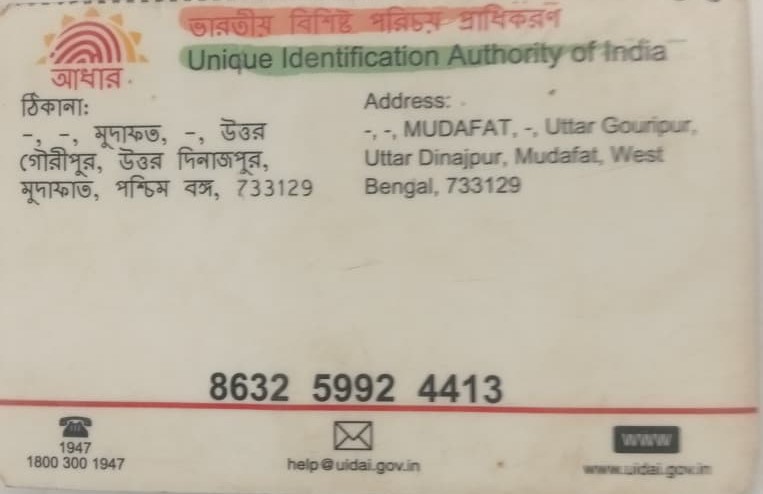 ভারতীয় বিশিষ্ট পরিচয় প্রাধিকরণ
Unique Identification Authority of India
আধার
ঠিকানা:
-, -, মুদাফত, -, উত্তর
গৌরীপুর, উত্তর দিনাজপুর,
মুদাফাত, পশ্চিম বঙ্গ, 733129
Address:
-, -, MUDAFAT, -, Uttar Gouripur,
Uttar Dinajpur, Mudafat, West
Bengal, 733129
8632 5992 4413
1947
1800 300 1947
help@uidai.gov.in
www
www.uidai.gov.in